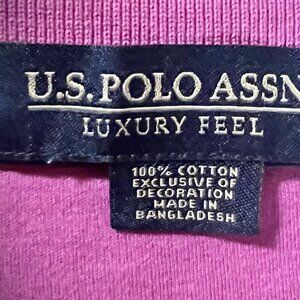 U.S. POLO ASSN
LUXURY FEEL
100% COTTON
EXCLUSIVE OF
DECORATION
MADE IN
BANGLADESH